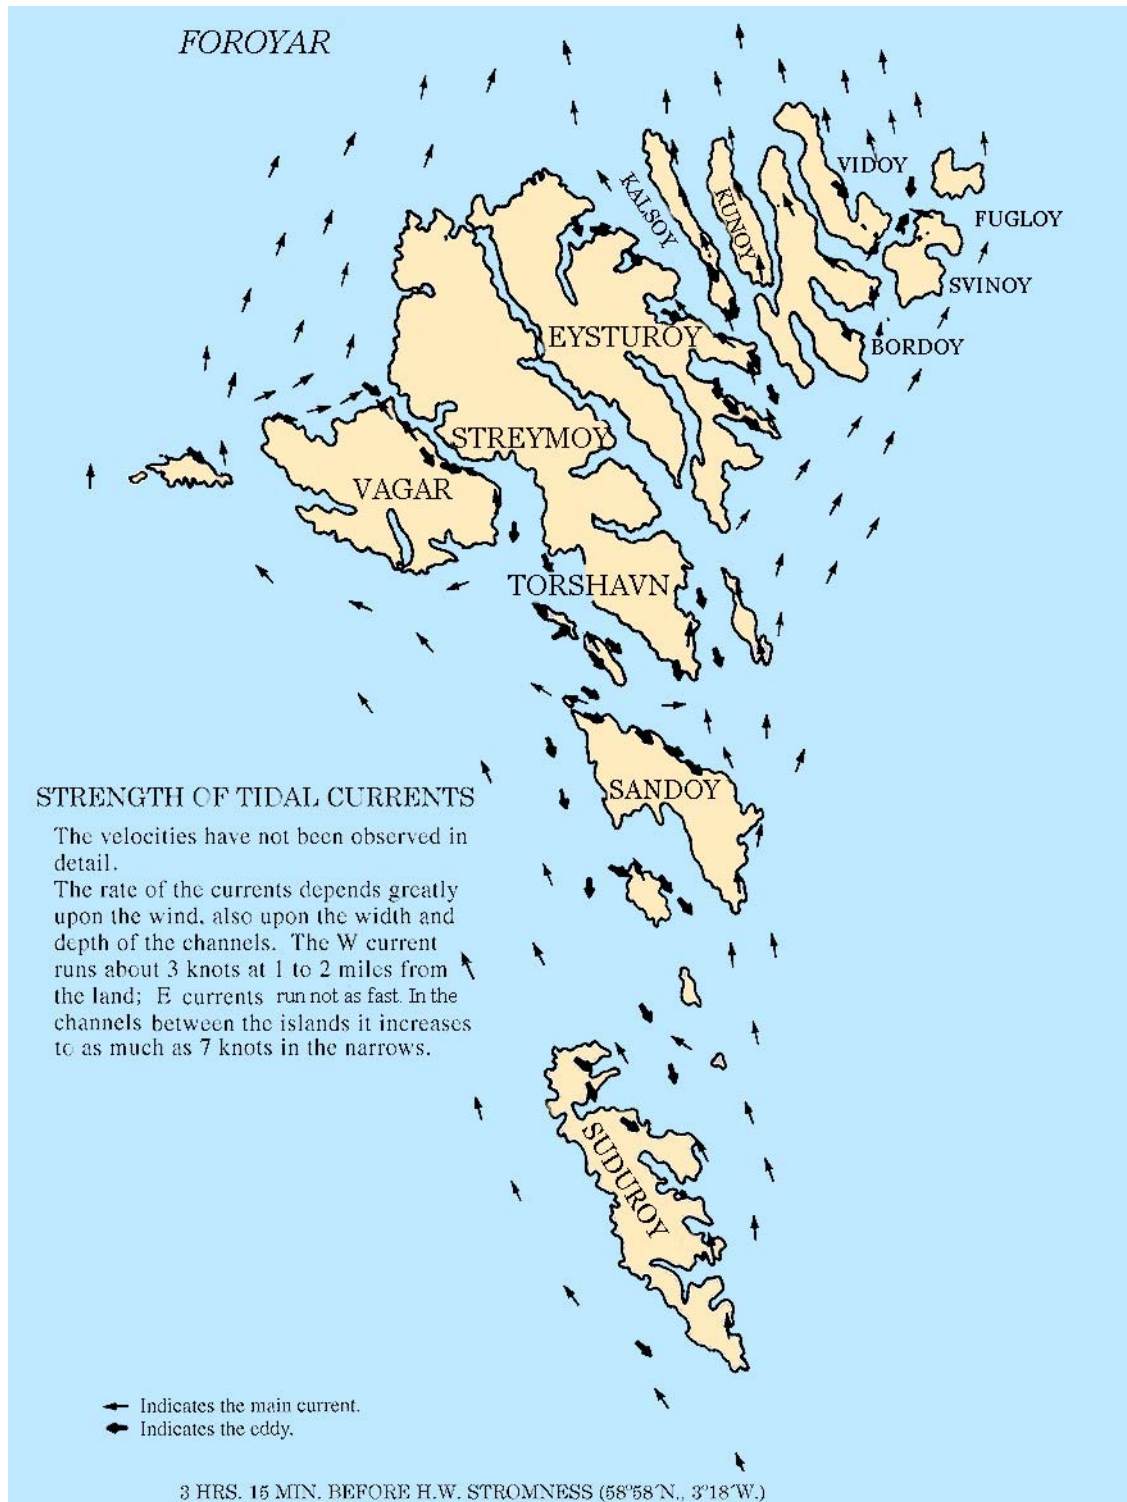 FOROYAR
VIDOY
KALSOY
KUNOY
FUGLOY
SVINOY
EYSTUROY
BORDOY
STREYMOY
VAGAR
TORSHAVN
SANDOY
STRENGTH OF TIDAL CURRENTS
The velocities have not been observed in
detail.
The rate of the currents depends greatly
upon the wind, also upon the width and
depth of the channels. The W current
runs about 3 knots at 1 to 2 miles from
the land; E currents run not as fast. In the
channels between the islands it increases
to as much as 7 knots in the narrows.
SUDUROY
Indicates the main current.
Indicates the eddy.
3 HRS. 15 MIN. BEFORE H.W. STROMNESS (58°58'N., 3°18'W.)